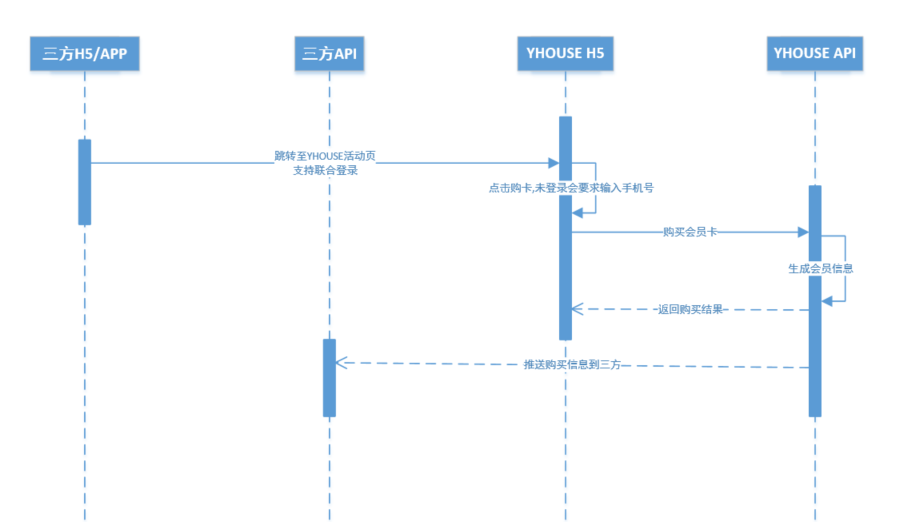 三方H5/APP
三方API
YHOUSE H5
YHOUSE API
跳转至YHOUSE活动页
支持联合登录
点击购卡,未登录会要求输入手机号
购买会员卡
生成会员信息
返回购买结果
推送购买信息到三方